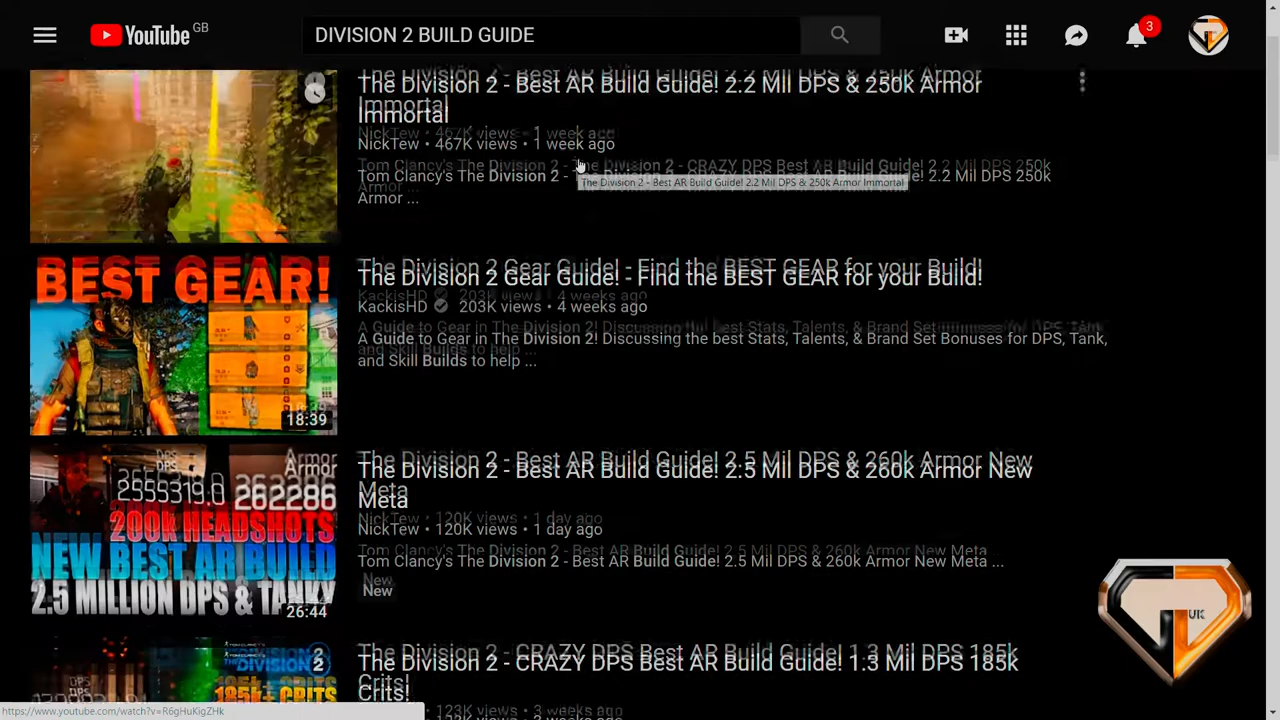 YouTube GB
DIVISION 2 BUILD GUIDE
3
The Division 2 - Best AR Build Guide! 2.2 Mil DPS & 250k Armor
Immortal
NickTew • 467K views • 1 week ago
Tom Clancy's The Division 2 - The Division 2 - CRAZY DPS Best AR Build Guide! 2.2 Mil DPS 250k
The Division 2 - Best AR Build Guide! 2.2 Mil DPS & 250k Armor Immortal
Armor ...
BEST GEAR!
18:39
The Division 2 Gear Guide! - Find the BEST GEAR for your Build!
KackisHD 203K views • 4 weeks ago
A Guide to Gear in The Division 2! Discussing the best Stats, Talents, & Brand Set Bonuses for DPS, Tank,
and Skill Builds to help ...
DPS
2555319.0
Armor
262286
200k HEADSHOTS
NEW BEST AR BUILD
2.5 MILLION DPS & TANKY
26:44
The Division 2 - Best AR Build Guide! 2.5 Mil DPS & 260k Armor New
Meta
NickTew • 120K views • 1 day ago
Tom Clancy's The Division 2 - Best AR Build Guide! 2.5 Mil DPS & 260k Armor New Meta ...
New
UK
THE DIVISION 2
185k+ CRITS
DPS
The Division 2 - CRAZY DPS Best AR Build Guide! 1.3 Mil DPS 185k
Crits!
123K views • 3 weeks ago
https://www.youtube.com/watch?v=R6gHuKigZHk